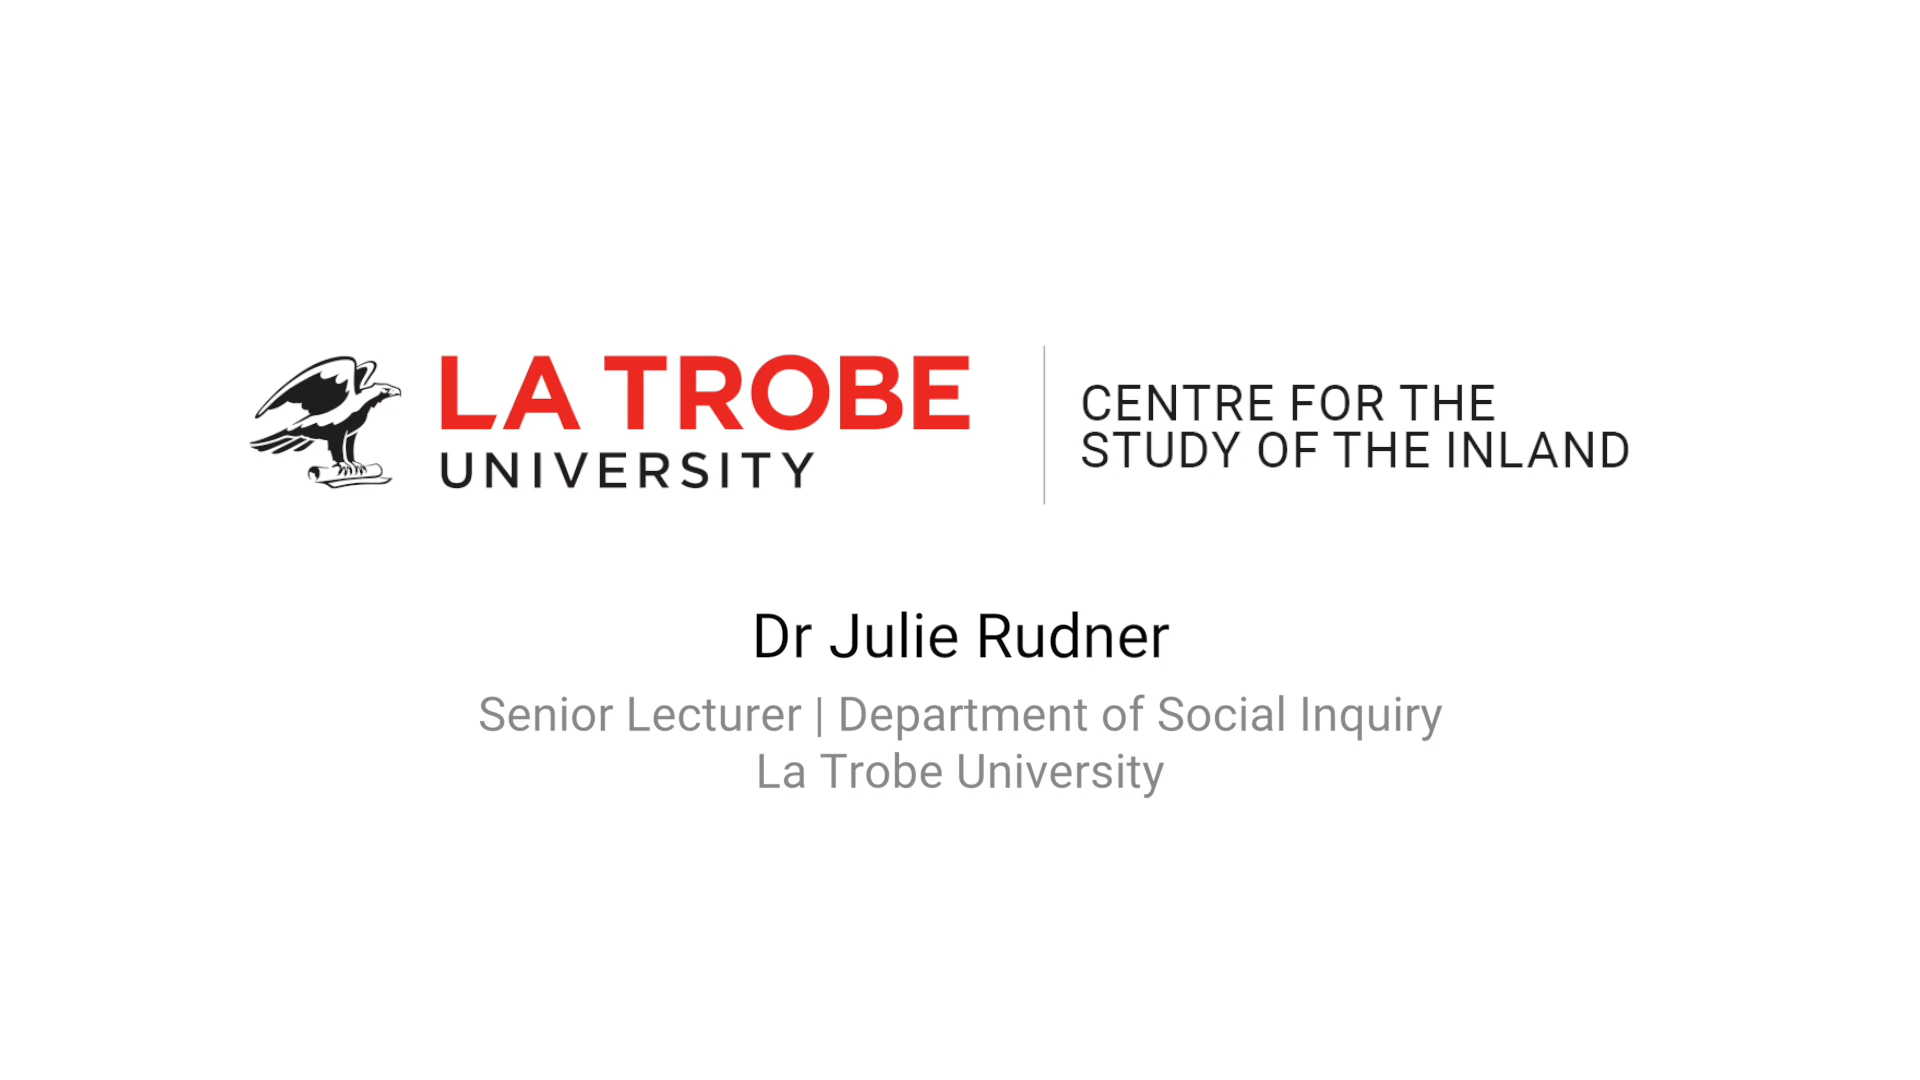 LA TROBE
UNIVERSITY
CENTRE FOR THE
STUDY OF THE INLAND
Dr Julie Rudner
Senior Lecturer | Department of Social Inquiry
La Trobe University